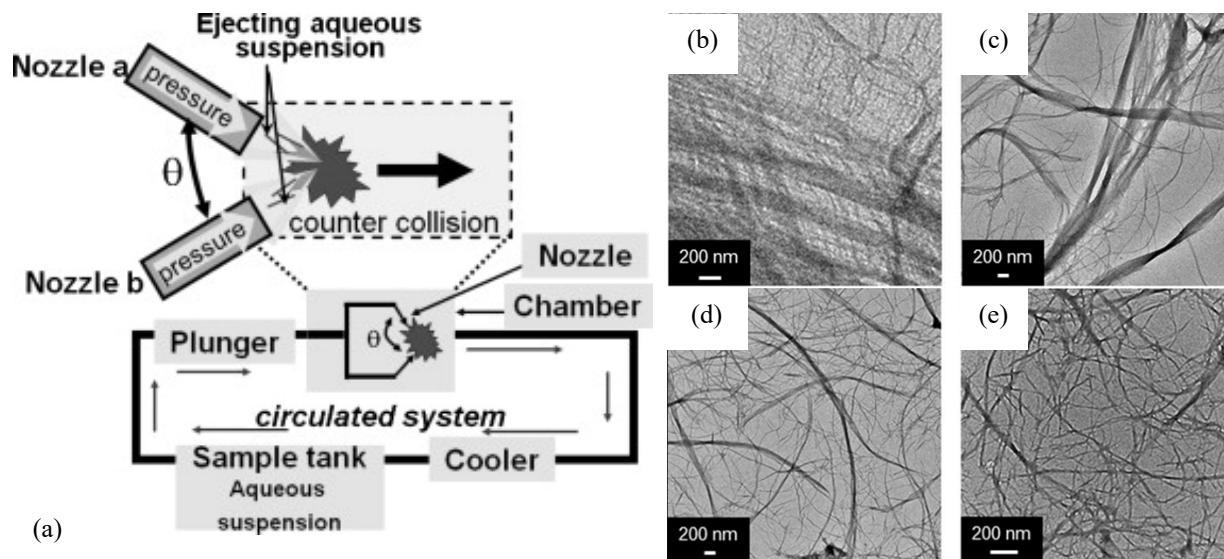 Ejecting aqueous
suspension
Nozzle a
pressure
θ
counter collision
pressure
Nozzle b
Nozzle
Chamber
Plunger
θ
circulated system
Sample tank
Aqueous
suspension
Cooler
(a)
(b)
200 nm
(c)
200 nm
(d)
200 nm
(e)
200 nm